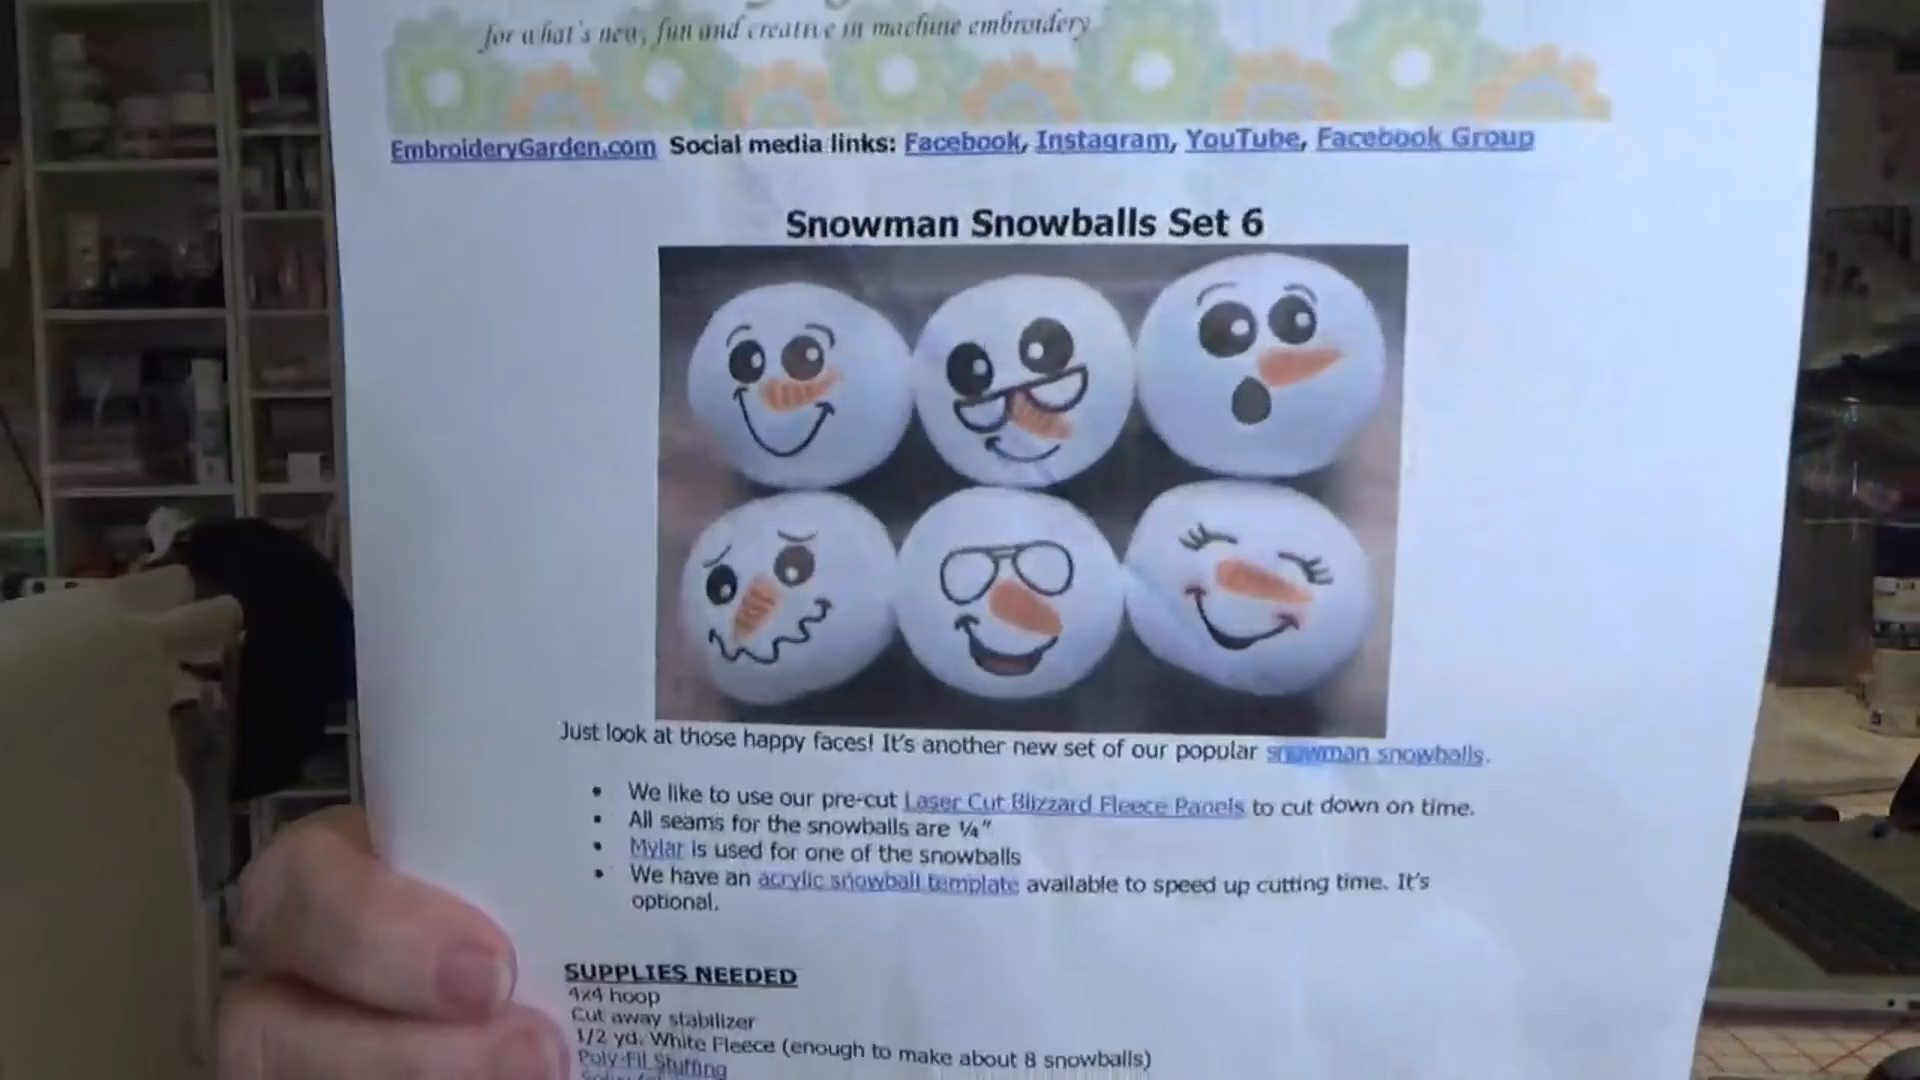 for what's new, fun and creative in machine embroidery
EmbroideryGarden.com Social media links: Facebook, Instagram, YouTube, Facebook Group
Snowman Snowballs Set 6
Just look at those happy faces! It's another new set of our popular snowman snowballs.
• We like to use our pre-cut Laser Cut Blizzard Fleece Panels to cut down on time.
• All seams for the snowballs are ¼"
• Mylar is used for one of the snowballs
• We have an acrylic snowball template available to speed up cutting time. It's
optional.
SUPPLIES NEEDED
4x4 hoop
Cut away stabilizer
1/2 yd. White Fleece (enough to make about 8 snowballs)
Poly-Fil Stuffing